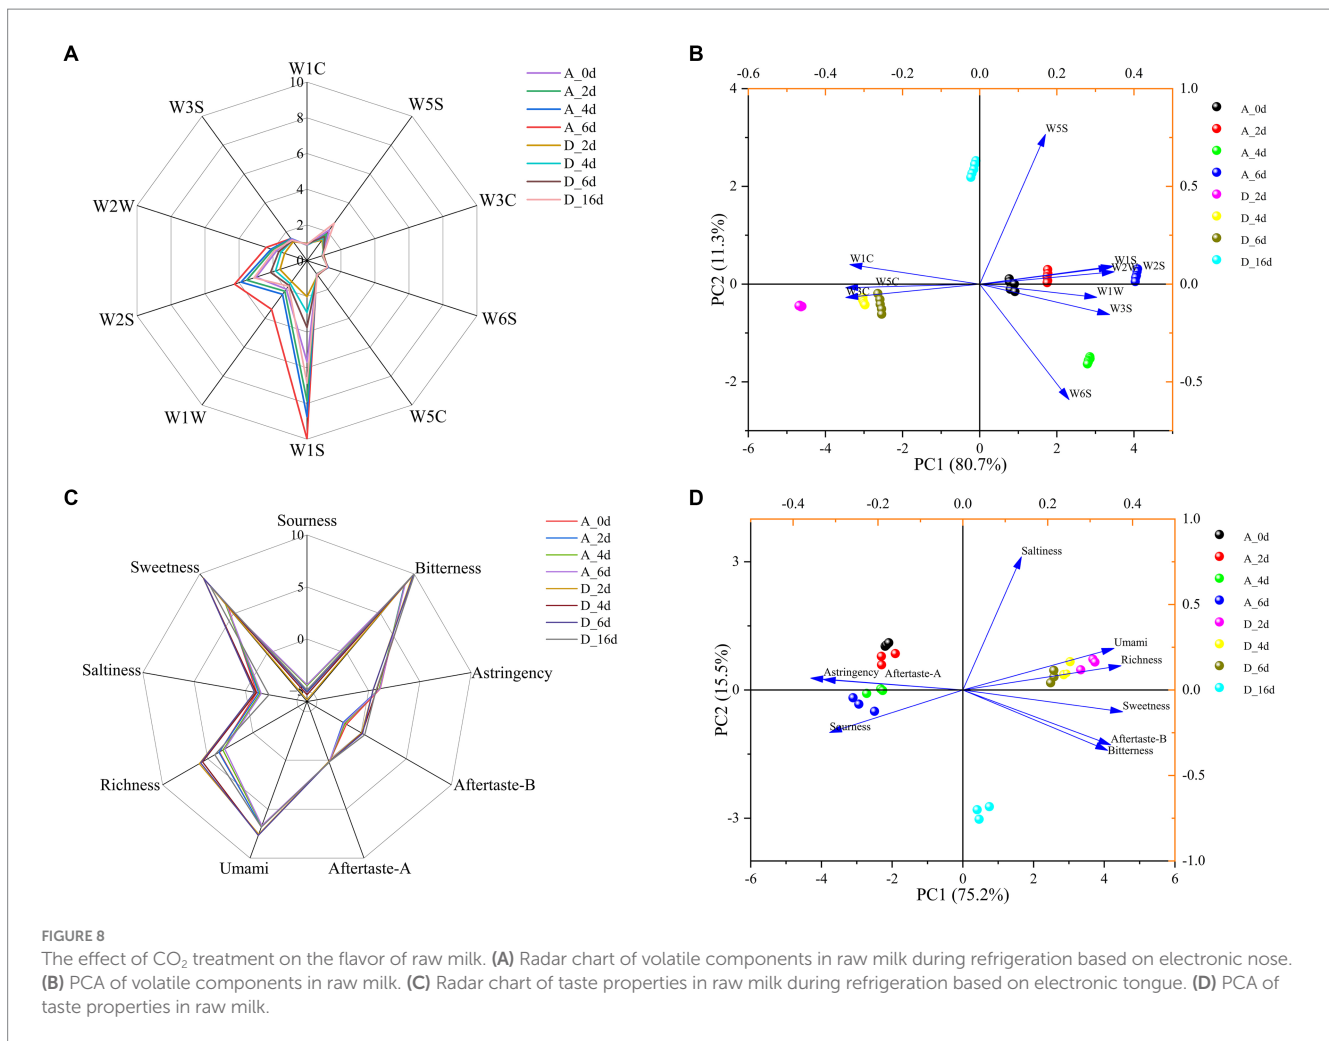 A
W1C
W5S
W3C
W6S
W5C
W1S
W1W
W2S
W2W
W3S
10
8
6
4
2
0
A_0d
A_2d
A_4d
A_6d
D_2d
D_4d
D_6d
D_16d
B
-0.6 -0.4 -0.2 0.0 0.2 0.4
4
2
0
-2
1.0
0.5
0.0
-0.5
-6 -4 -2 0 2 4
PC2 (11.3%)
PC1 (80.7%)
W5S
W1C
W5C
W3C
W1S
W2W
W2S
W1W
W3S
W6S
A_0d
A_2d
A_4d
A_6d
D_2d
D_4d
D_6d
D_16d
C
Sourness
Bitterness
Astringency
Aftertaste-B
Aftertaste-A
Umami
Richness
Saltiness
Sweetness
10
5
0
A_0d
A_2d
A_4d
A_6d
D_2d
D_4d
D_6d
D_16d
D
-0.4 -0.2 0.0 0.2 0.4
3
0
-3
1.0
0.5
0.0
-0.5
-1.0
-6 -4 -2 0 2 4 6
PC2 (15.5%)
PC1 (75.2%)
Saltiness
Umami
Richness
Astringency
Aftertaste-A
Sweetness
Sourness
Aftertaste-B
Bitterness
A_0d
A_2d
A_4d
A_6d
D_2d
D_4d
D_6d
D_16d
FIGURE 8
The effect of CO₂ treatment on the flavor of raw milk. (A) Radar chart of volatile components in raw milk during refrigeration based on electronic nose.
(B) PCA of volatile components in raw milk. (C) Radar chart of taste properties in raw milk during refrigeration based on electronic tongue. (D) PCA of
taste properties in raw milk.